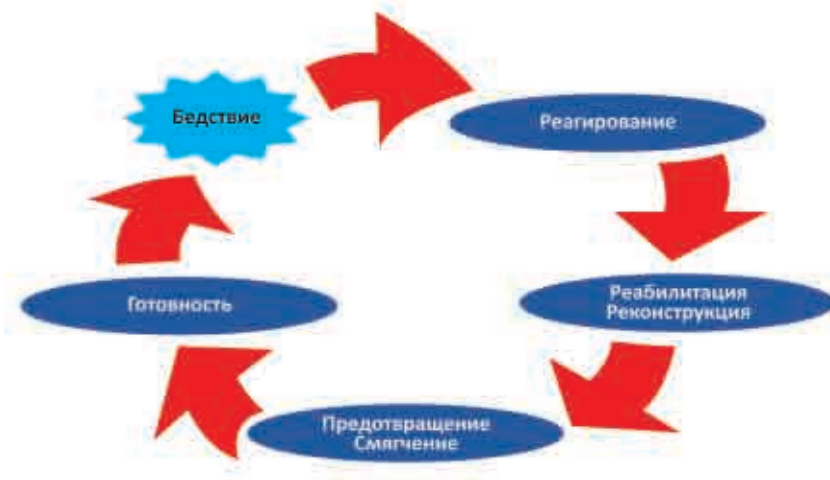 Бедствие
Реагирование
Реабилитация
Реконструкция
Предотвращение
Смягчение
Готовность